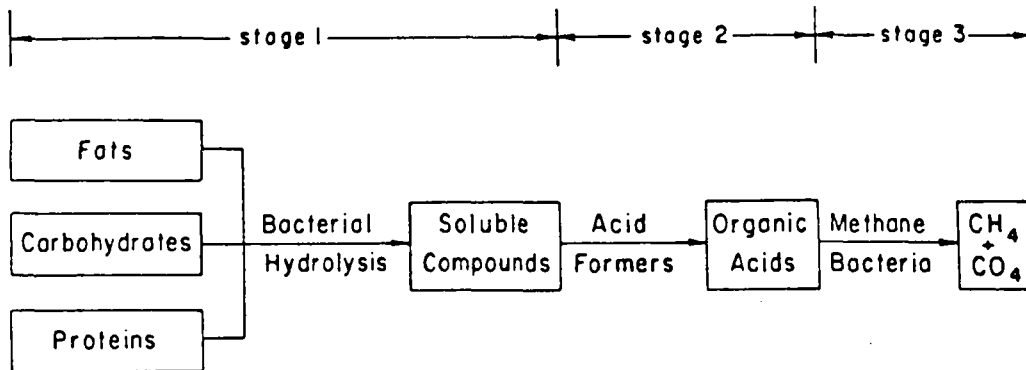 stage 1
stage 2
stage 3
Fats
Carbohydrates
Proteins
Bacterial
Hydrolysis
Soluble
Compounds
Acid
Formers
Organic
Acids
Methane
Bacteria
CH4
+
CO4